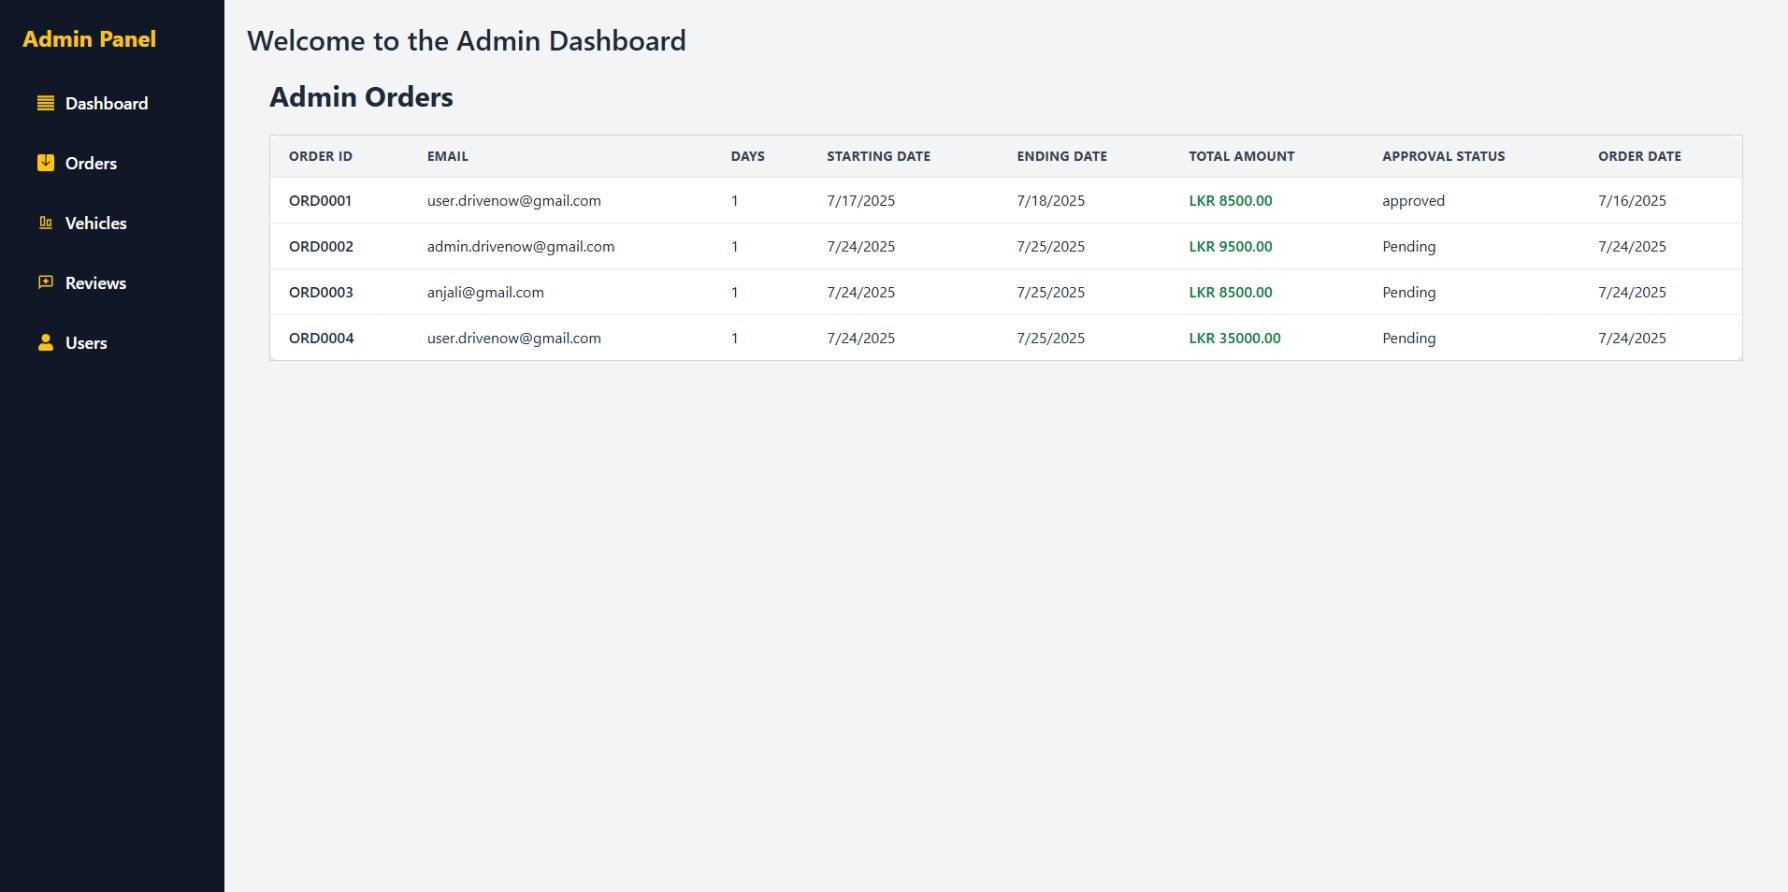 Admin Panel
Dashboard
Orders
Vehicles
Reviews
Users
Welcome to the Admin Dashboard
Admin Orders
ORDER ID EMAIL DAYS STARTING DATE ENDING DATE TOTAL AMOUNT APPROVAL STATUS ORDER DATE
ORD0001 user.drivenow@gmail.com 1 7/17/2025 7/18/2025 LKR 8500.00 approved 7/16/2025
ORD0002 admin.drivenow@gmail.com 1 7/24/2025 7/25/2025 LKR 9500.00 Pending 7/24/2025
ORD0003 anjali@gmail.com 1 7/24/2025 7/25/2025 LKR 8500.00 Pending 7/24/2025
ORD0004 user.drivenow@gmail.com 1 7/24/2025 7/25/2025 LKR 35000.00 Pending 7/24/2025